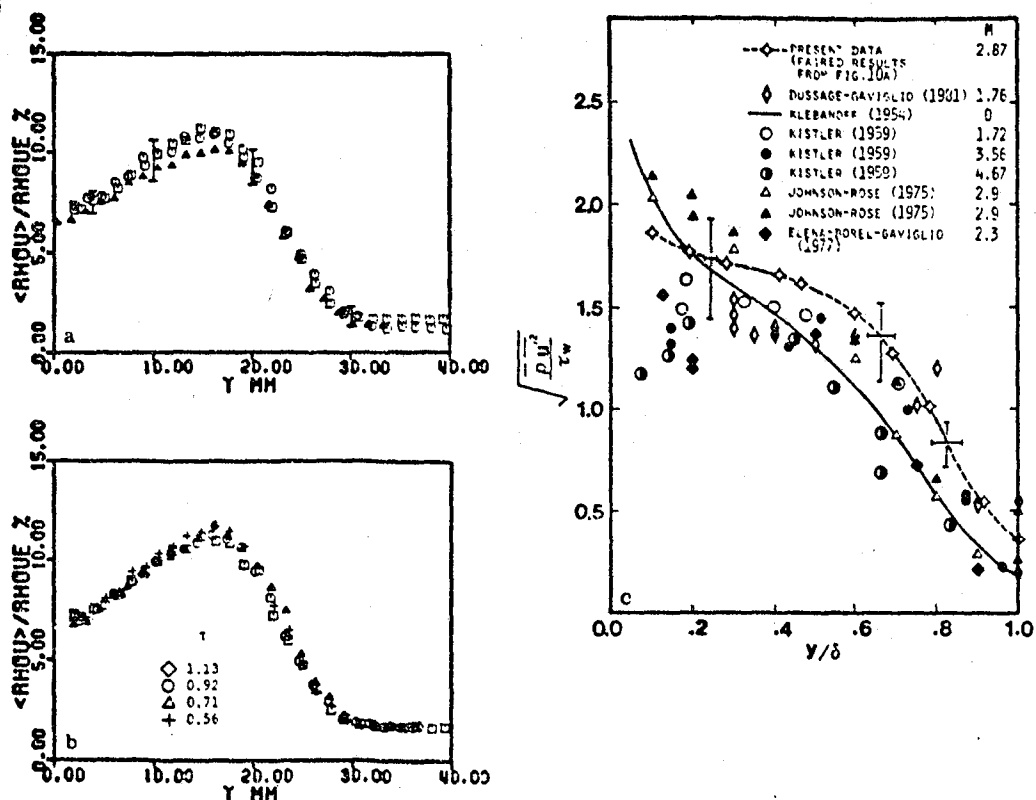 15.00
10.00
5.00
0.00
<RHOU>/RHOUE %
a
0.00 10.00 20.00 30.00 40.00
Y MM
15.00
10.00
5.00
0.00
<RHOU>/RHOUE %
τ
◇ 1.13
○ 0.92
△ 0.71
+ 0.56
b
0.00 10.00 20.00 30.00 40.00
Y MM
M
PRESENT DATA 2.87
(FAIRED RESULTS
FROM FIG.10A)
DUSSAGE-GAVIGLIO (1981) 1.76
KLEBANOFF (1954) 0
KISTLER (1959) 1.72
KISTLER (1959) 3.56
KISTLER (1959) 4.67
JOHNSON-ROSE (1975) 2.9
JOHNSON-ROSE (1975) 2.9
ELENA-BOREL-GAVIGLIO 2.3
(1977)
2.5
2.0
1.5
1.0
0.5
c
0.0 .2 .4 .6 .8 1.0
y/δ